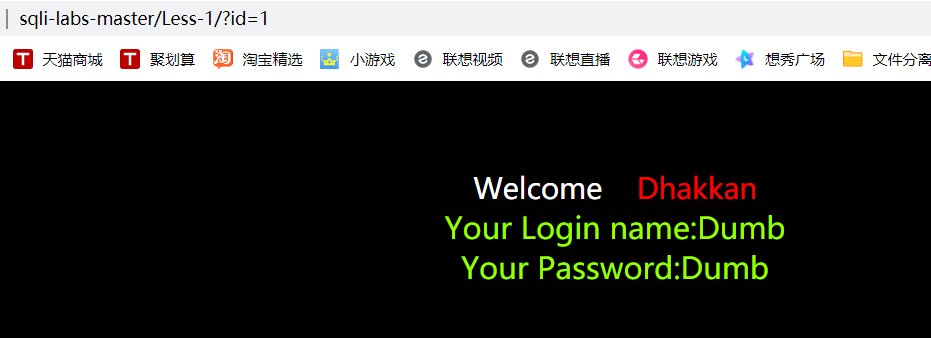 sqli-labs-master/Less-1/?id=1
T 天猫商城 T 聚划算 淘 淘宝精选 小游戏 联想视频 联想直播 联想游戏 想秀广场 文件分离
Welcome Dhakkan
Your Login name:Dumb
Your Password:Dumb